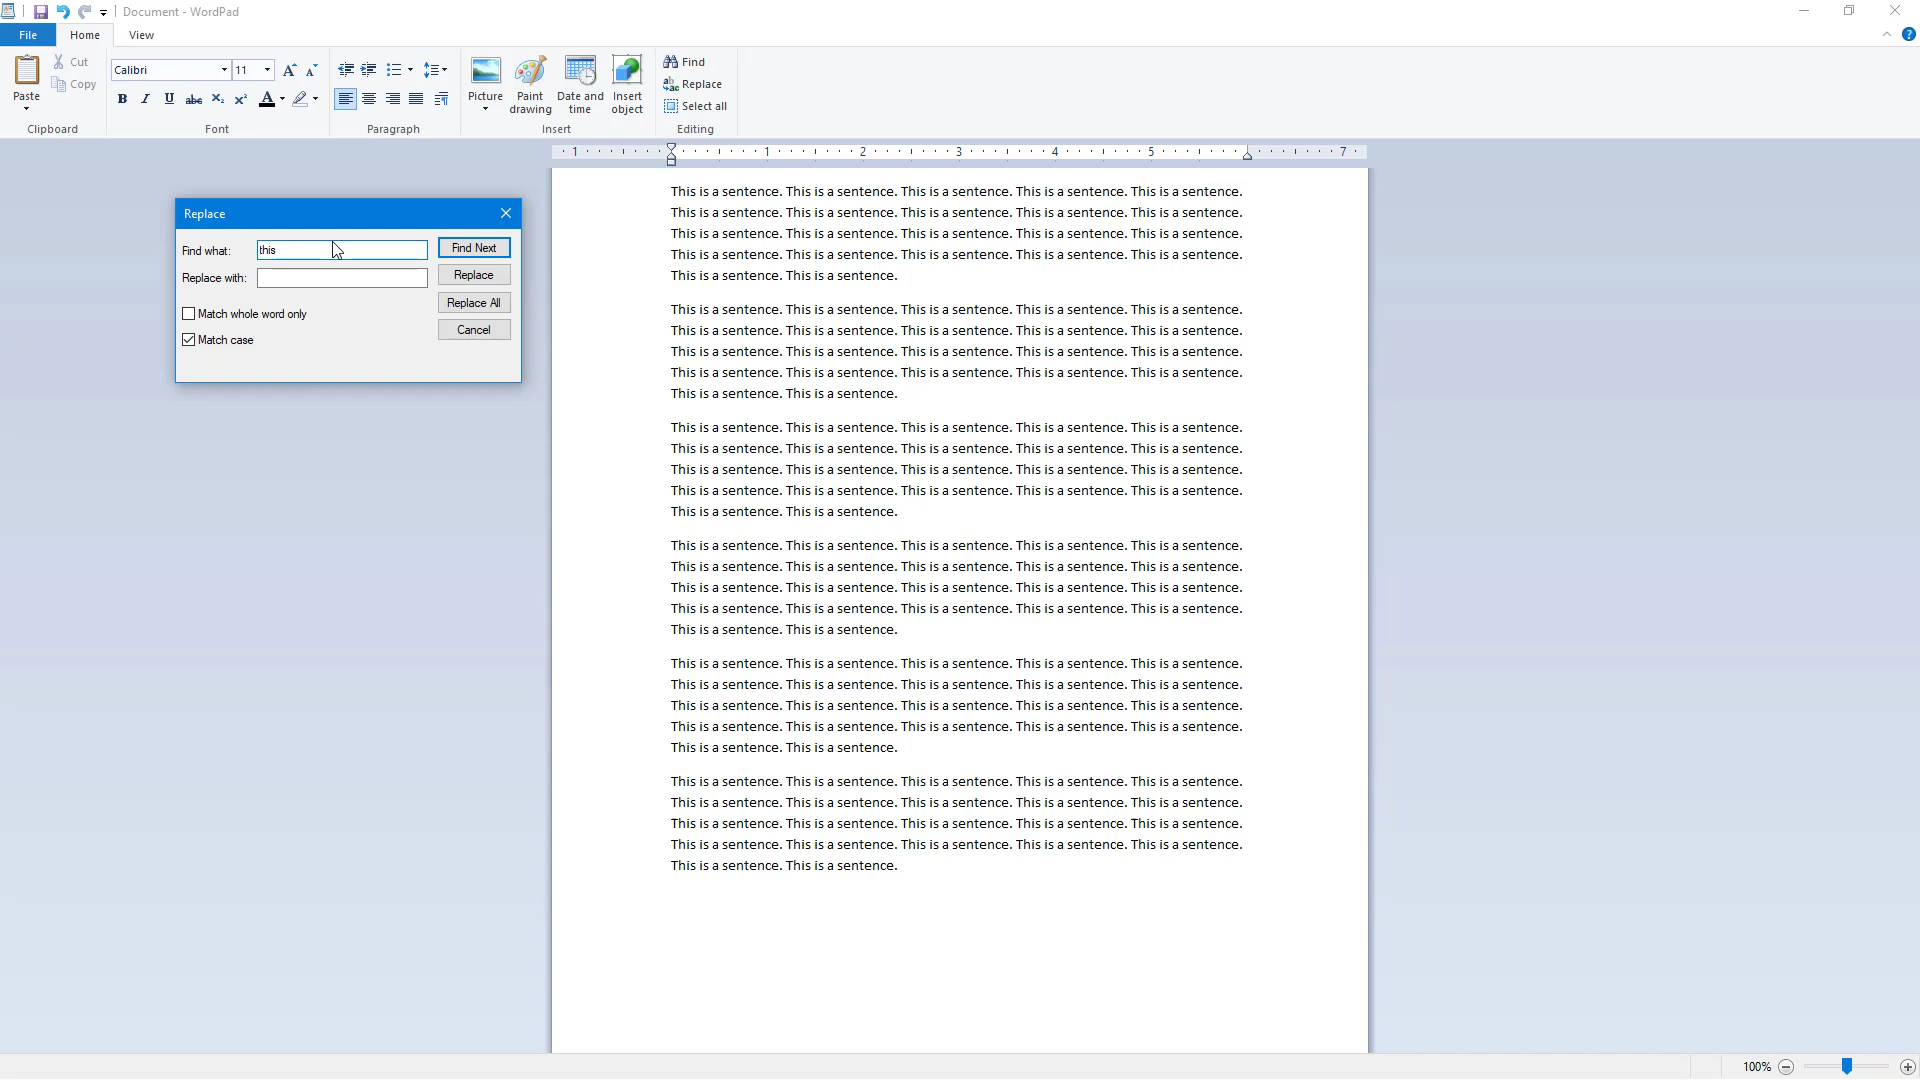 Document - WordPad
File Home View
Paste
Cut
Copy
Clipboard
Calibri 11
B I U abc X₂ X² A
Font
Paragraph
Picture
Paint drawing
Date and time
Insert object
Insert
Find
Replace
Select all
Editing
1 1 2 3 4 5 7
Replace
Find what: this
Find Next
Replace with:
Replace
Match whole word only
Replace All
Match case
Cancel
This is a sentence. This is a sentence. This is a sentence. This is a sentence. This is a sentence.
This is a sentence. This is a sentence. This is a sentence. This is a sentence. This is a sentence.
This is a sentence. This is a sentence. This is a sentence. This is a sentence. This is a sentence.
This is a sentence. This is a sentence. This is a sentence. This is a sentence. This is a sentence.
This is a sentence. This is a sentence.
This is a sentence. This is a sentence. This is a sentence. This is a sentence. This is a sentence.
This is a sentence. This is a sentence. This is a sentence. This is a sentence. This is a sentence.
This is a sentence. This is a sentence. This is a sentence. This is a sentence. This is a sentence.
This is a sentence. This is a sentence. This is a sentence. This is a sentence. This is a sentence.
This is a sentence. This is a sentence.
This is a sentence. This is a sentence. This is a sentence. This is a sentence. This is a sentence.
This is a sentence. This is a sentence. This is a sentence. This is a sentence. This is a sentence.
This is a sentence. This is a sentence. This is a sentence. This is a sentence. This is a sentence.
This is a sentence. This is a sentence. This is a sentence. This is a sentence. This is a sentence.
This is a sentence. This is a sentence.
This is a sentence. This is a sentence. This is a sentence. This is a sentence. This is a sentence.
This is a sentence. This is a sentence. This is a sentence. This is a sentence. This is a sentence.
This is a sentence. This is a sentence. This is a sentence. This is a sentence. This is a sentence.
This is a sentence. This is a sentence. This is a sentence. This is a sentence. This is a sentence.
This is a sentence. This is a sentence.
This is a sentence. This is a sentence. This is a sentence. This is a sentence. This is a sentence.
This is a sentence. This is a sentence. This is a sentence. This is a sentence. This is a sentence.
This is a sentence. This is a sentence. This is a sentence. This is a sentence. This is a sentence.
This is a sentence. This is a sentence. This is a sentence. This is a sentence. This is a sentence.
This is a sentence. This is a sentence.
This is a sentence. This is a sentence. This is a sentence. This is a sentence. This is a sentence.
This is a sentence. This is a sentence. This is a sentence. This is a sentence. This is a sentence.
This is a sentence. This is a sentence. This is a sentence. This is a sentence. This is a sentence.
This is a sentence. This is a sentence. This is a sentence. This is a sentence. This is a sentence.
This is a sentence. This is a sentence.
100%